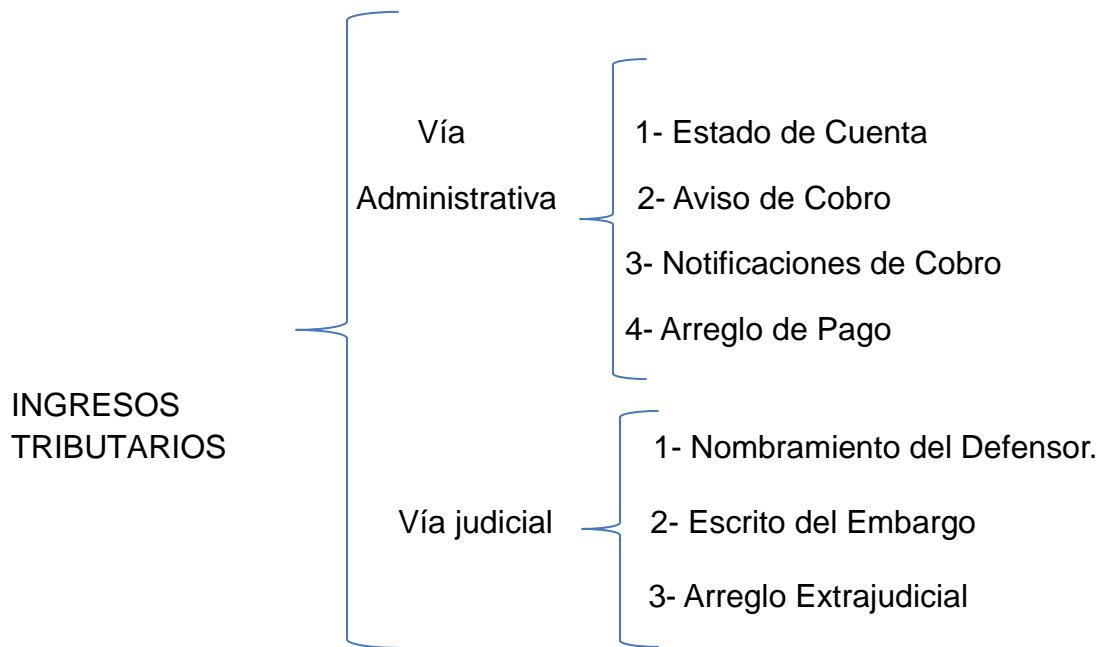 INGRESOS
TRIBUTARIOS
Vía
Administrativa
1- Estado de Cuenta
2- Aviso de Cobro
3- Notificaciones de Cobro
4- Arreglo de Pago
Vía judicial
1- Nombramiento del Defensor.
2- Escrito del Embargo
3- Arreglo Extrajudicial